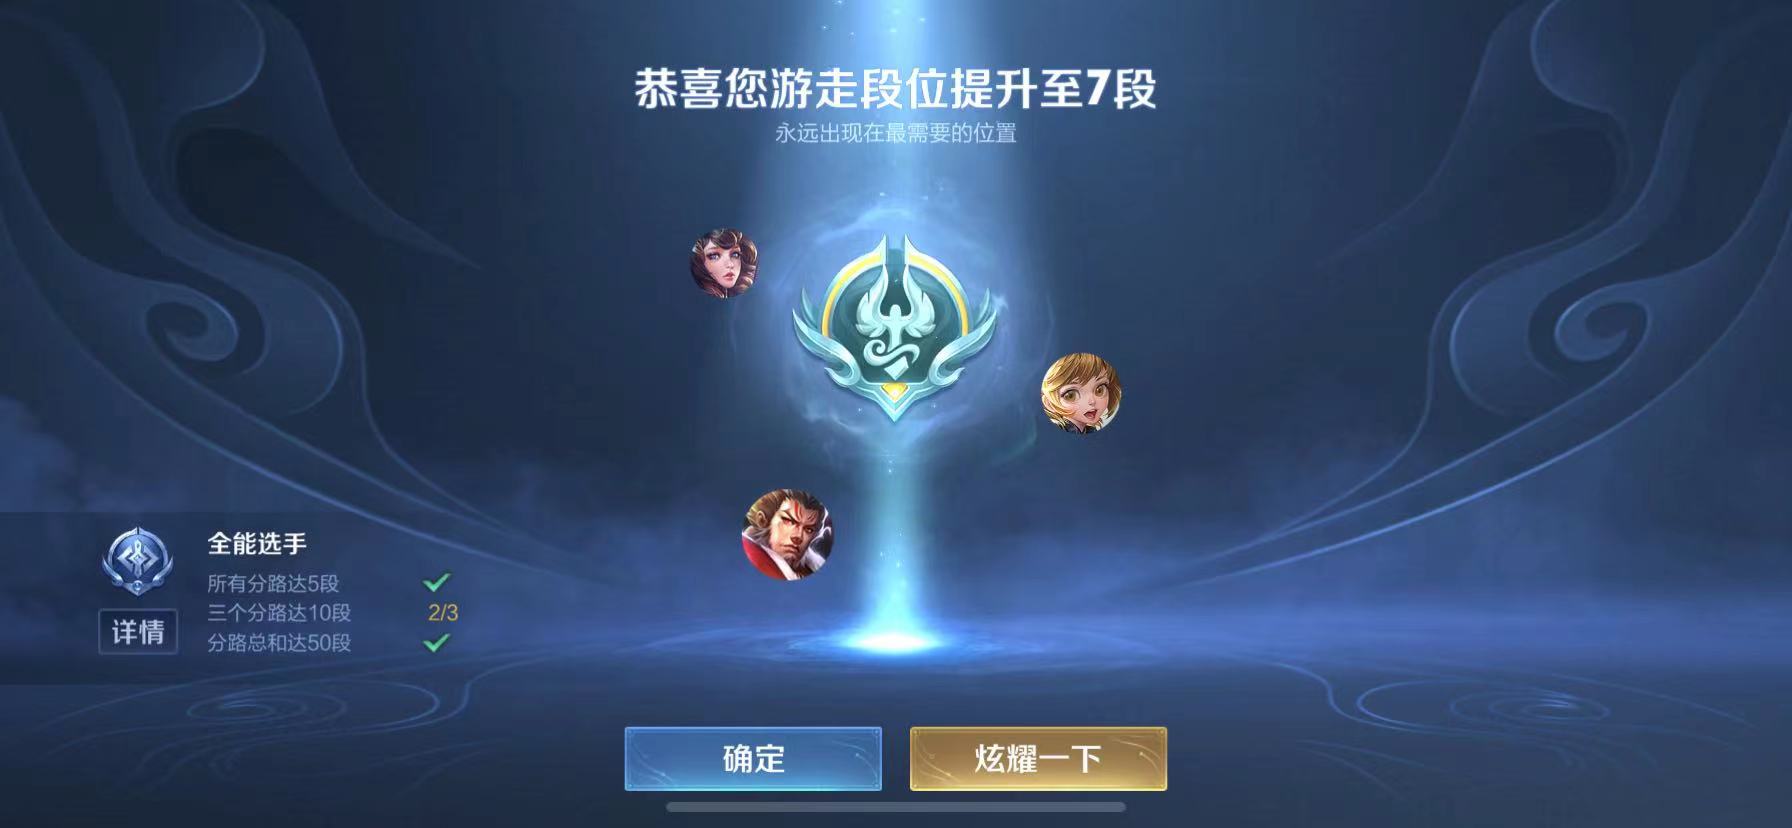 恭喜您游走段位提升至7段
永远出现在最需要的位置
全能选手
所有分路达5段
三个分路达10段 2/3
分路总和达50段
详情
确定
炫耀一下